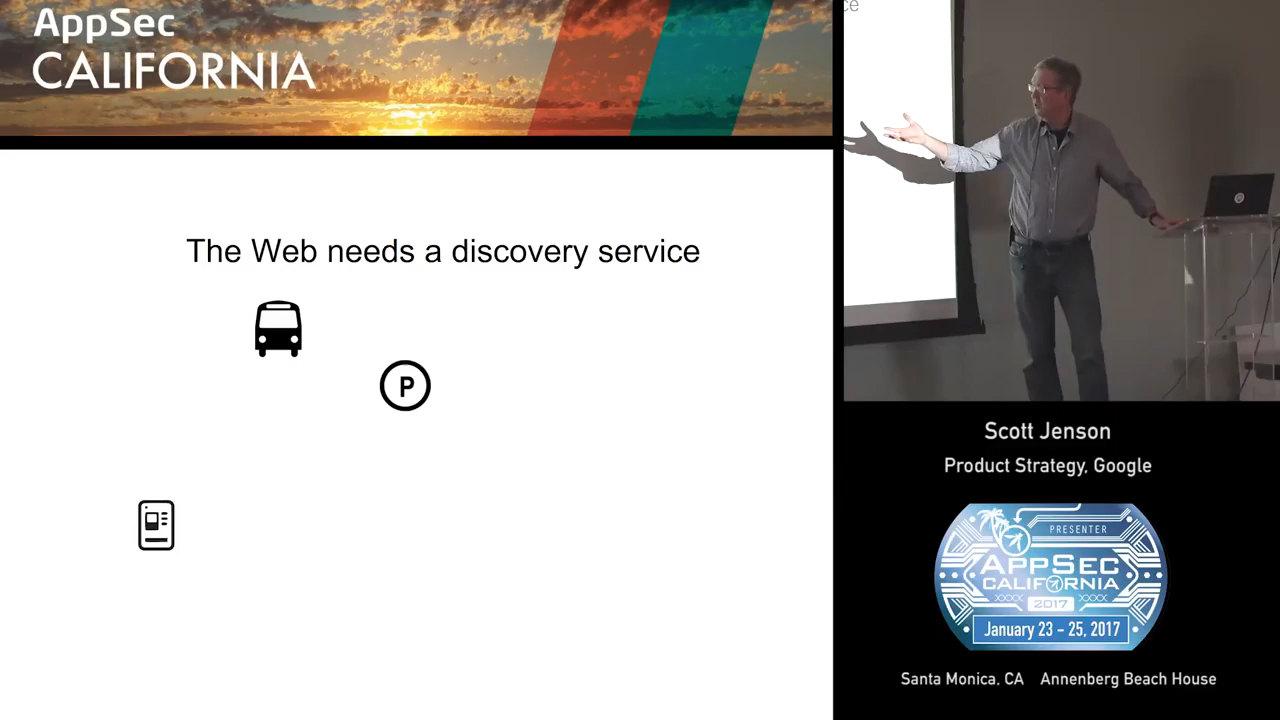 AppSec
CALIFORNIA
The Web needs a discovery service
P
ce
Scott Jenson
Product Strategy, Google
PRESENTER
APPSEC
CALIFORNIA
2017
January 23 - 25, 2017
Santa Monica, CA Annenberg Beach House